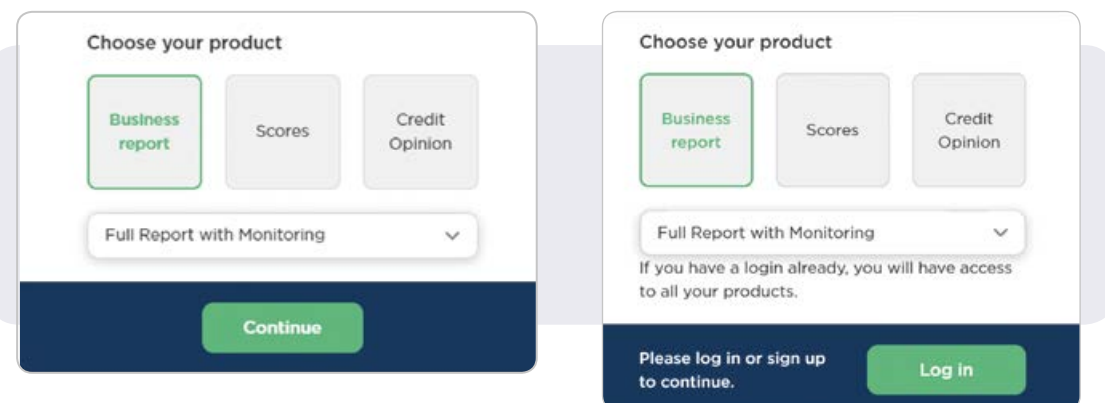 Choose your product
Business
report
Scores
Credit
Opinion
Full Report with Monitoring
Continue
Choose your product
Business
report
Scores
Credit
Opinion
Full Report with Monitoring
If you have a login already, you will have access
to all your products.
Please log in or sign up
to continue.
Log in